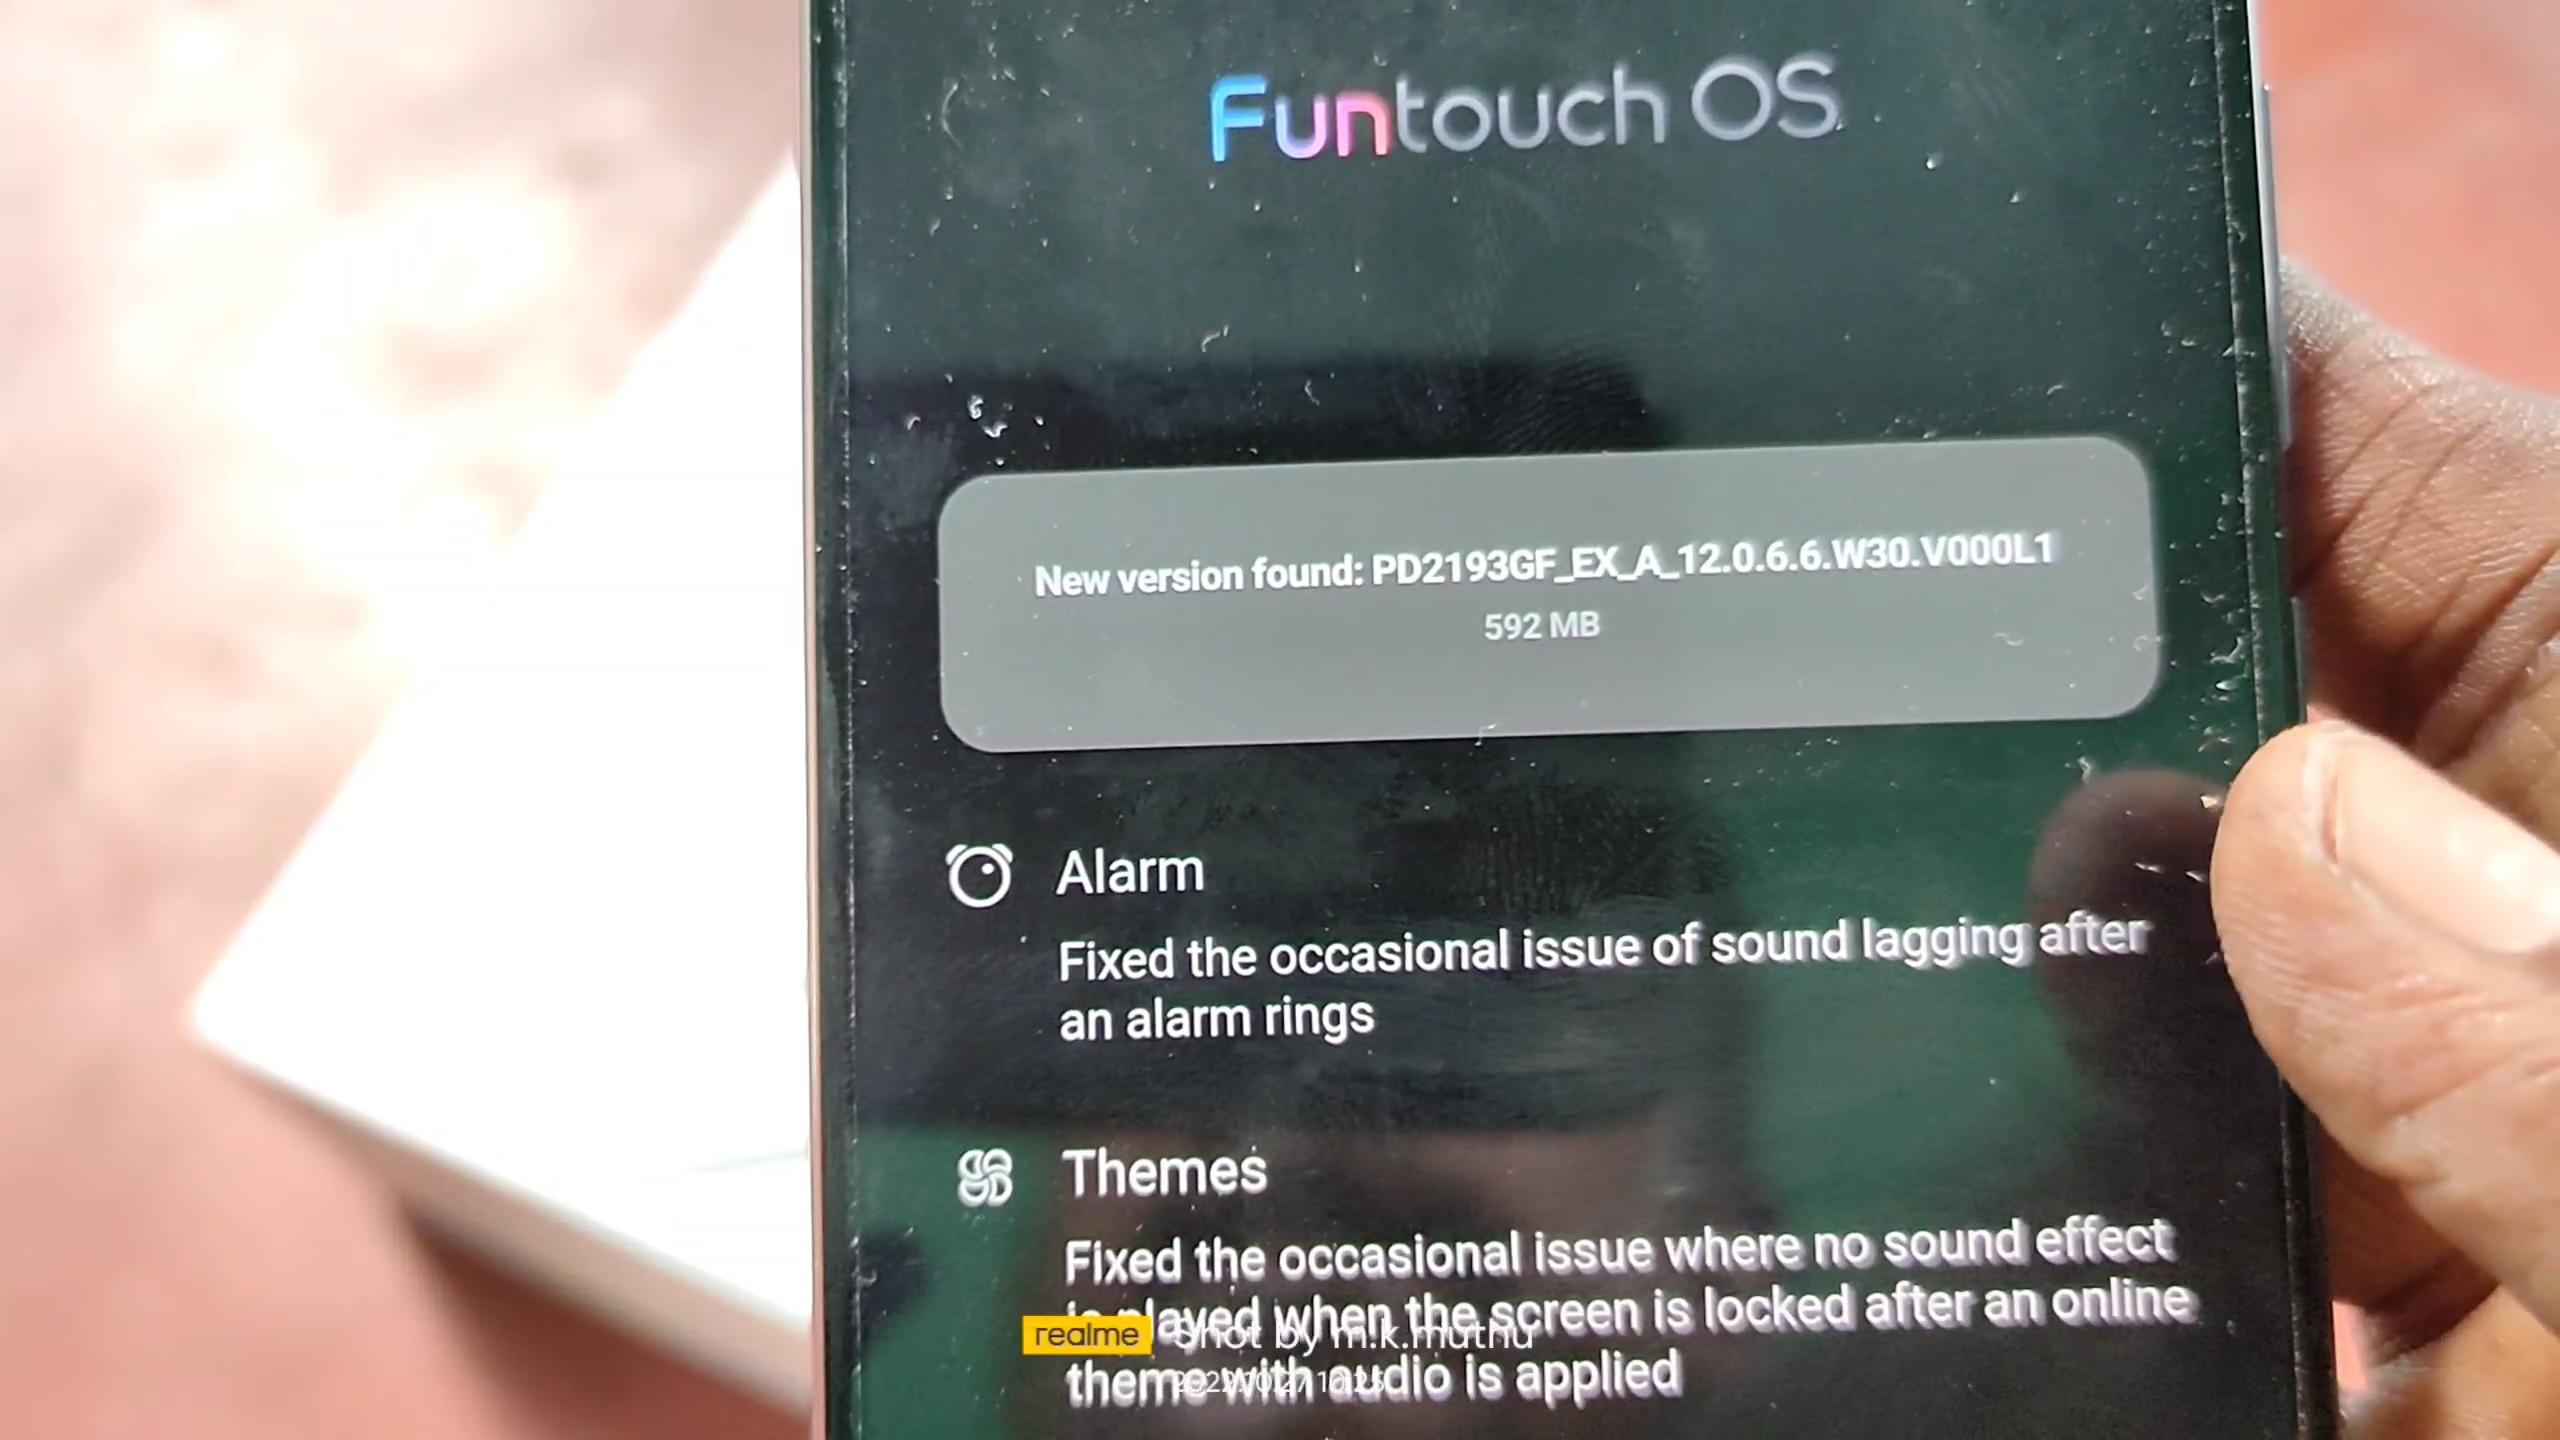 Funtouch OS
New version found: PD2193GF_EX_A_12.0.6.6.W30.V000L1
592 MB
Alarm
Fixed the occasional issue of sound lagging after
an alarm rings
Themes
Fixed the occasional issue where no sound effect
is played when the screen is locked after an online
realme Shot by m.k.muthu
theme with audio is applied